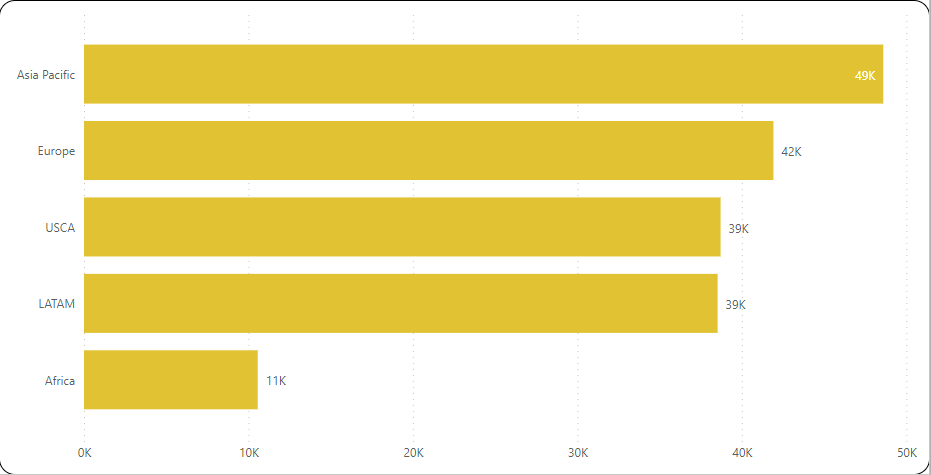 Asia Pacific 49K
Europe 42K
USCA 39K
LATAM 39K
Africa 11K
0K 10K 20K 30K 40K 50K